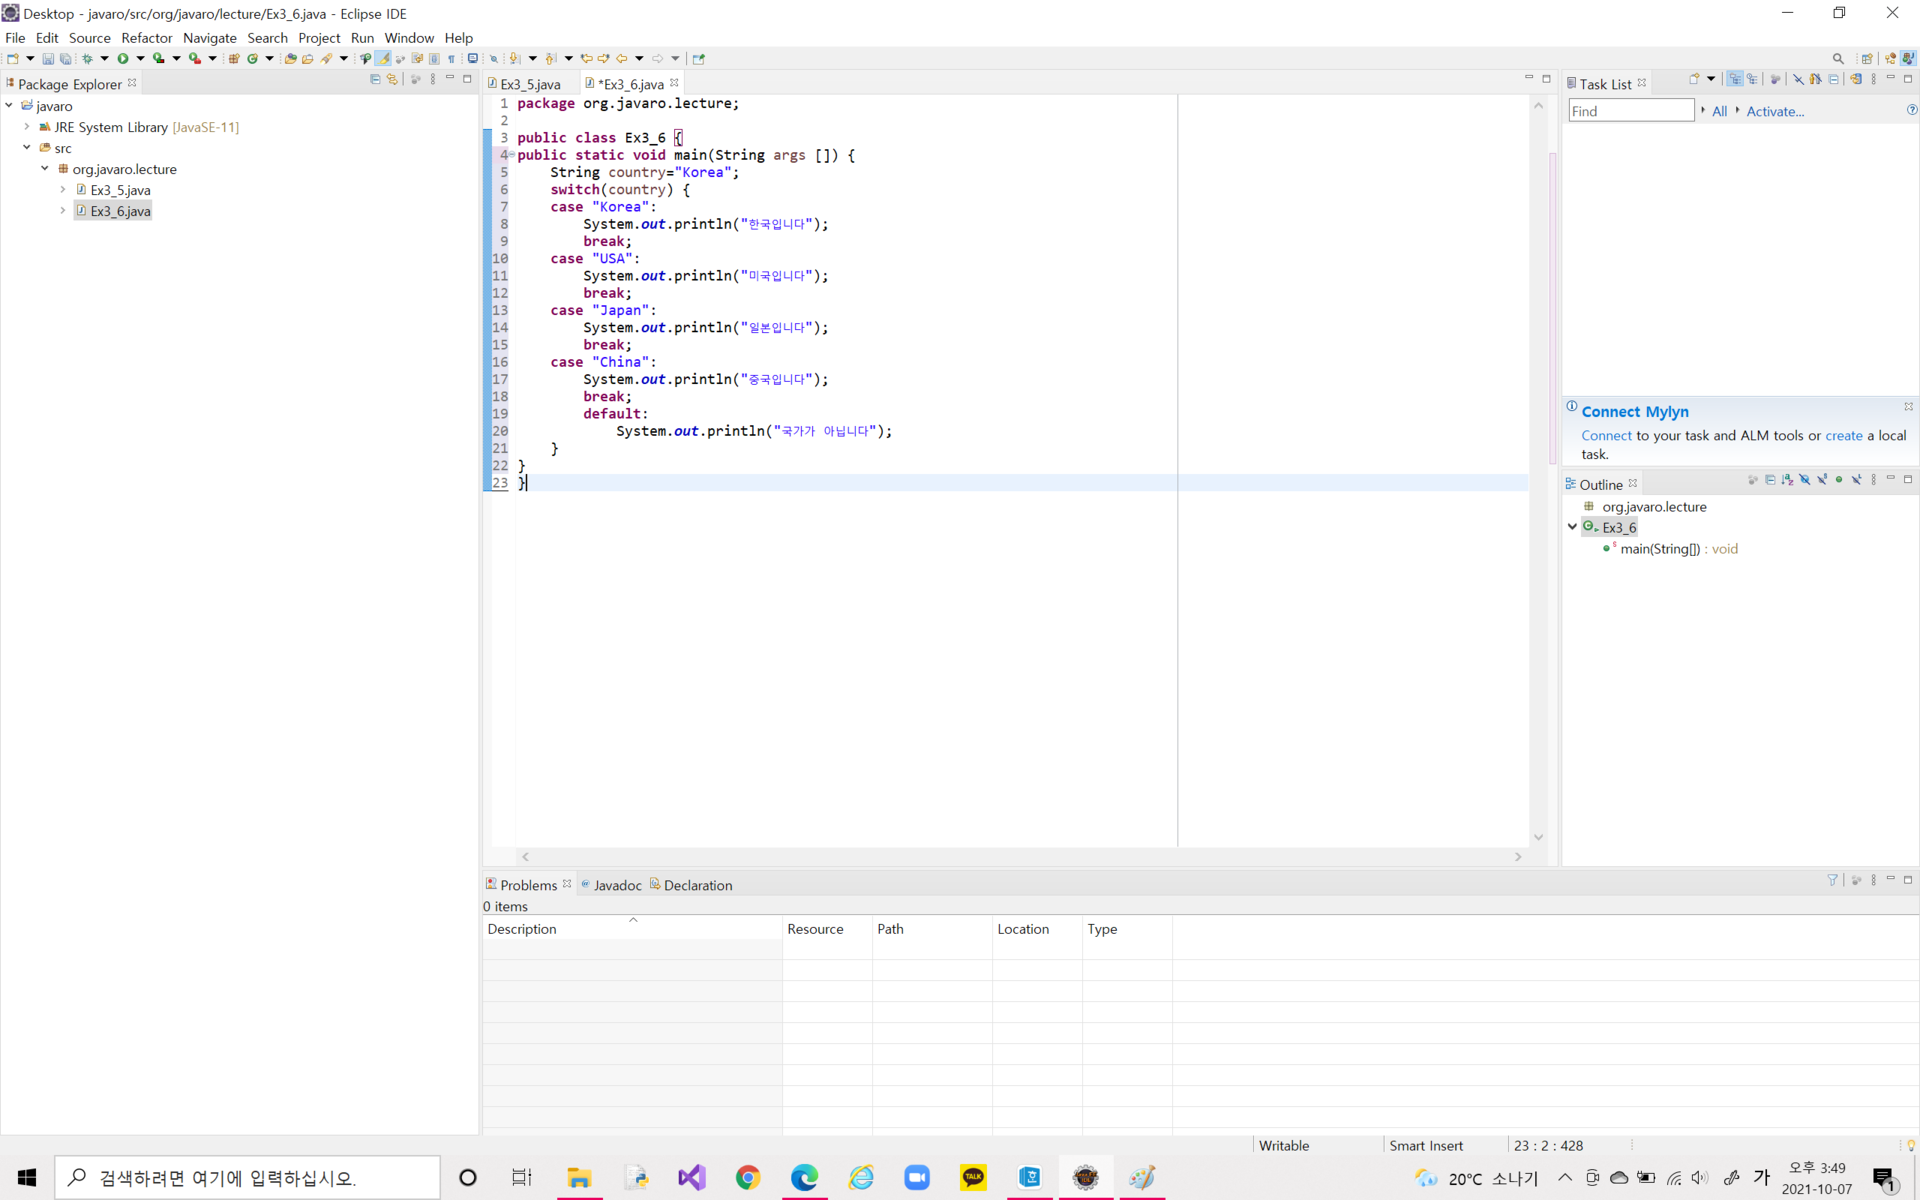 Desktop - javaro/src/org/javaro/lecture/Ex3_6.java - Eclipse IDE
File Edit Source Refactor Navigate Search Project Run Window Help
Package Explorer
javaro
JRE System Library [JavaSE-11]
src
org.javaro.lecture
Ex3_5.java
Ex3_6.java
Ex3_5.java *Ex3_6.java
1 package org.javaro.lecture;
2
3 public class Ex3_6 {
4 public static void main(String args []) {
5 String country="Korea";
6 switch(country) {
7 case "Korea":
8 System.out.println("한국입니다");
9 break;
10 case "USA":
11 System.out.println("미국입니다");
12 break;
13 case "Japan":
14 System.out.println("일본입니다");
15 break;
16 case "China":
17 System.out.println("중국입니다");
18 break;
19 default:
20 System.out.println("국가가 아닙니다");
21 }
22 }
23 }
Task List
Find All Activate...
Connect Mylyn
Connect to your task and ALM tools or create a local
task.
Outline
org.javaro.lecture
Ex3_6
main(String[]) : void
Problems Javadoc Declaration
0 items
Description Resource Path Location Type
Writable Smart Insert 23 : 2 : 428
검색하려면 여기에 입력하십시오.
TALK
20°C 소나기
가
오후 3:49
2021-10-07
1